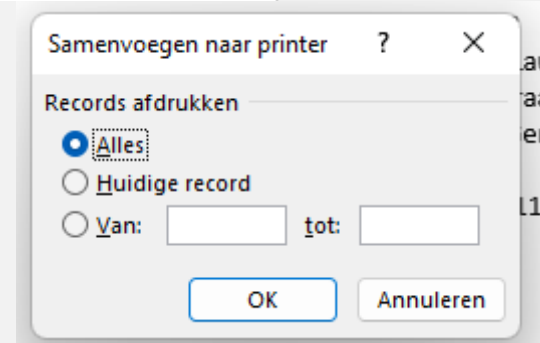 Samenvoegen naar printer ? ×
Records afdrukken
Alles
Huidige record
Van: tot:
OK Annuleren